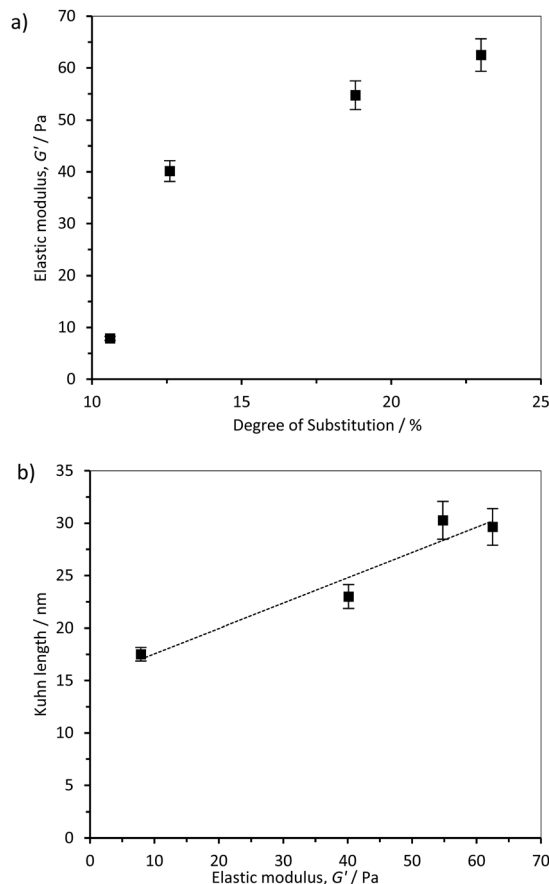 a)
70
60
50
40
30
20
10
0
Elastic modulus, G' / Pa
10 15 20 25
Degree of Substitution / %
b)
35
30
25
20
15
10
5
0
Kuhn length / nm
0 10 20 30 40 50 60 70
Elastic modulus, G' / Pa